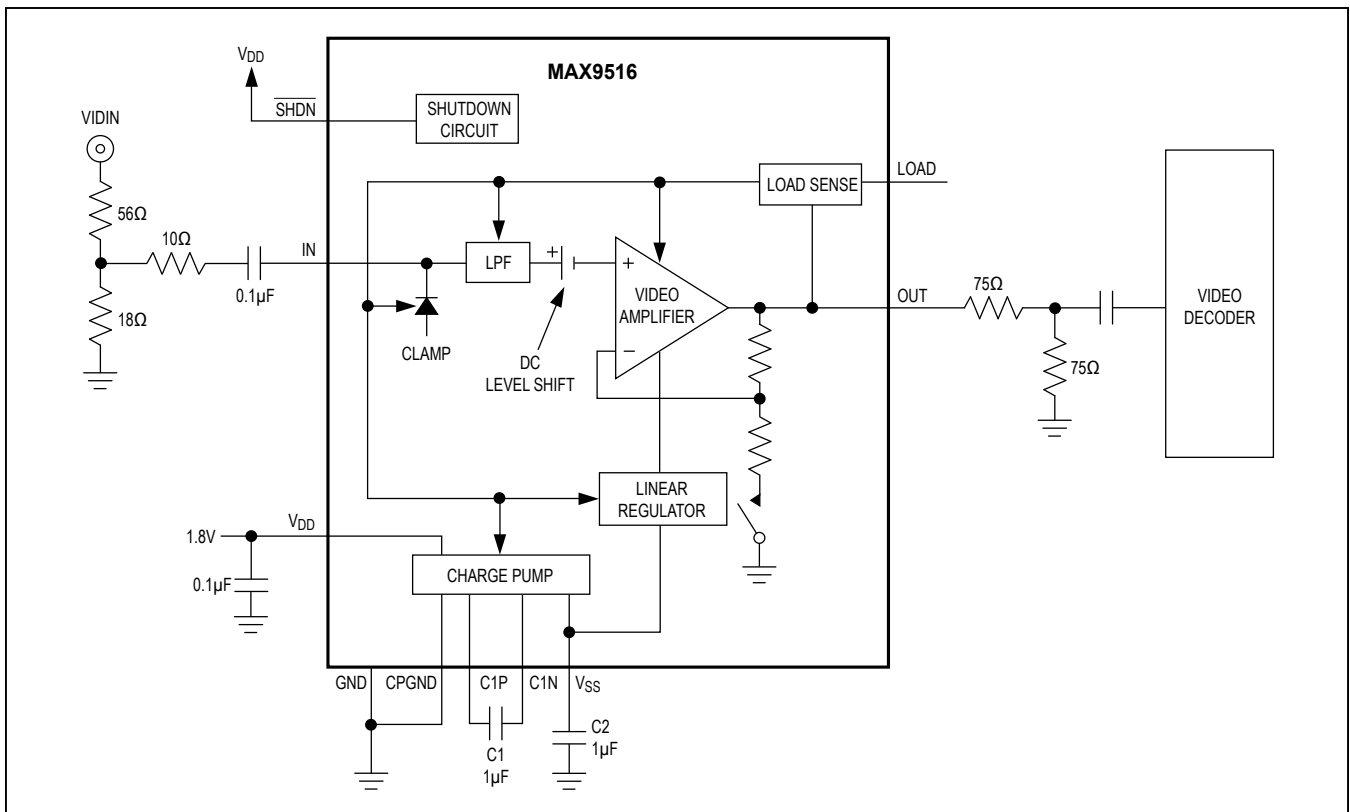 MAX9516
VDD
SHDN
SHUTDOWN
CIRCUIT
VIDIN
56Ω
10Ω
0.1µF
18Ω
IN
LPF
CLAMP
+
DC
LEVEL SHIFT
+
VIDEO
AMPLIFIER
−
LOAD SENSE
LOAD
OUT
75Ω
75Ω
VIDEO
DECODER
LINEAR
REGULATOR
1.8V
VDD
0.1µF
CHARGE PUMP
GND
CPGND
C1P
C1N
VSS
C1
1µF
C2
1µF